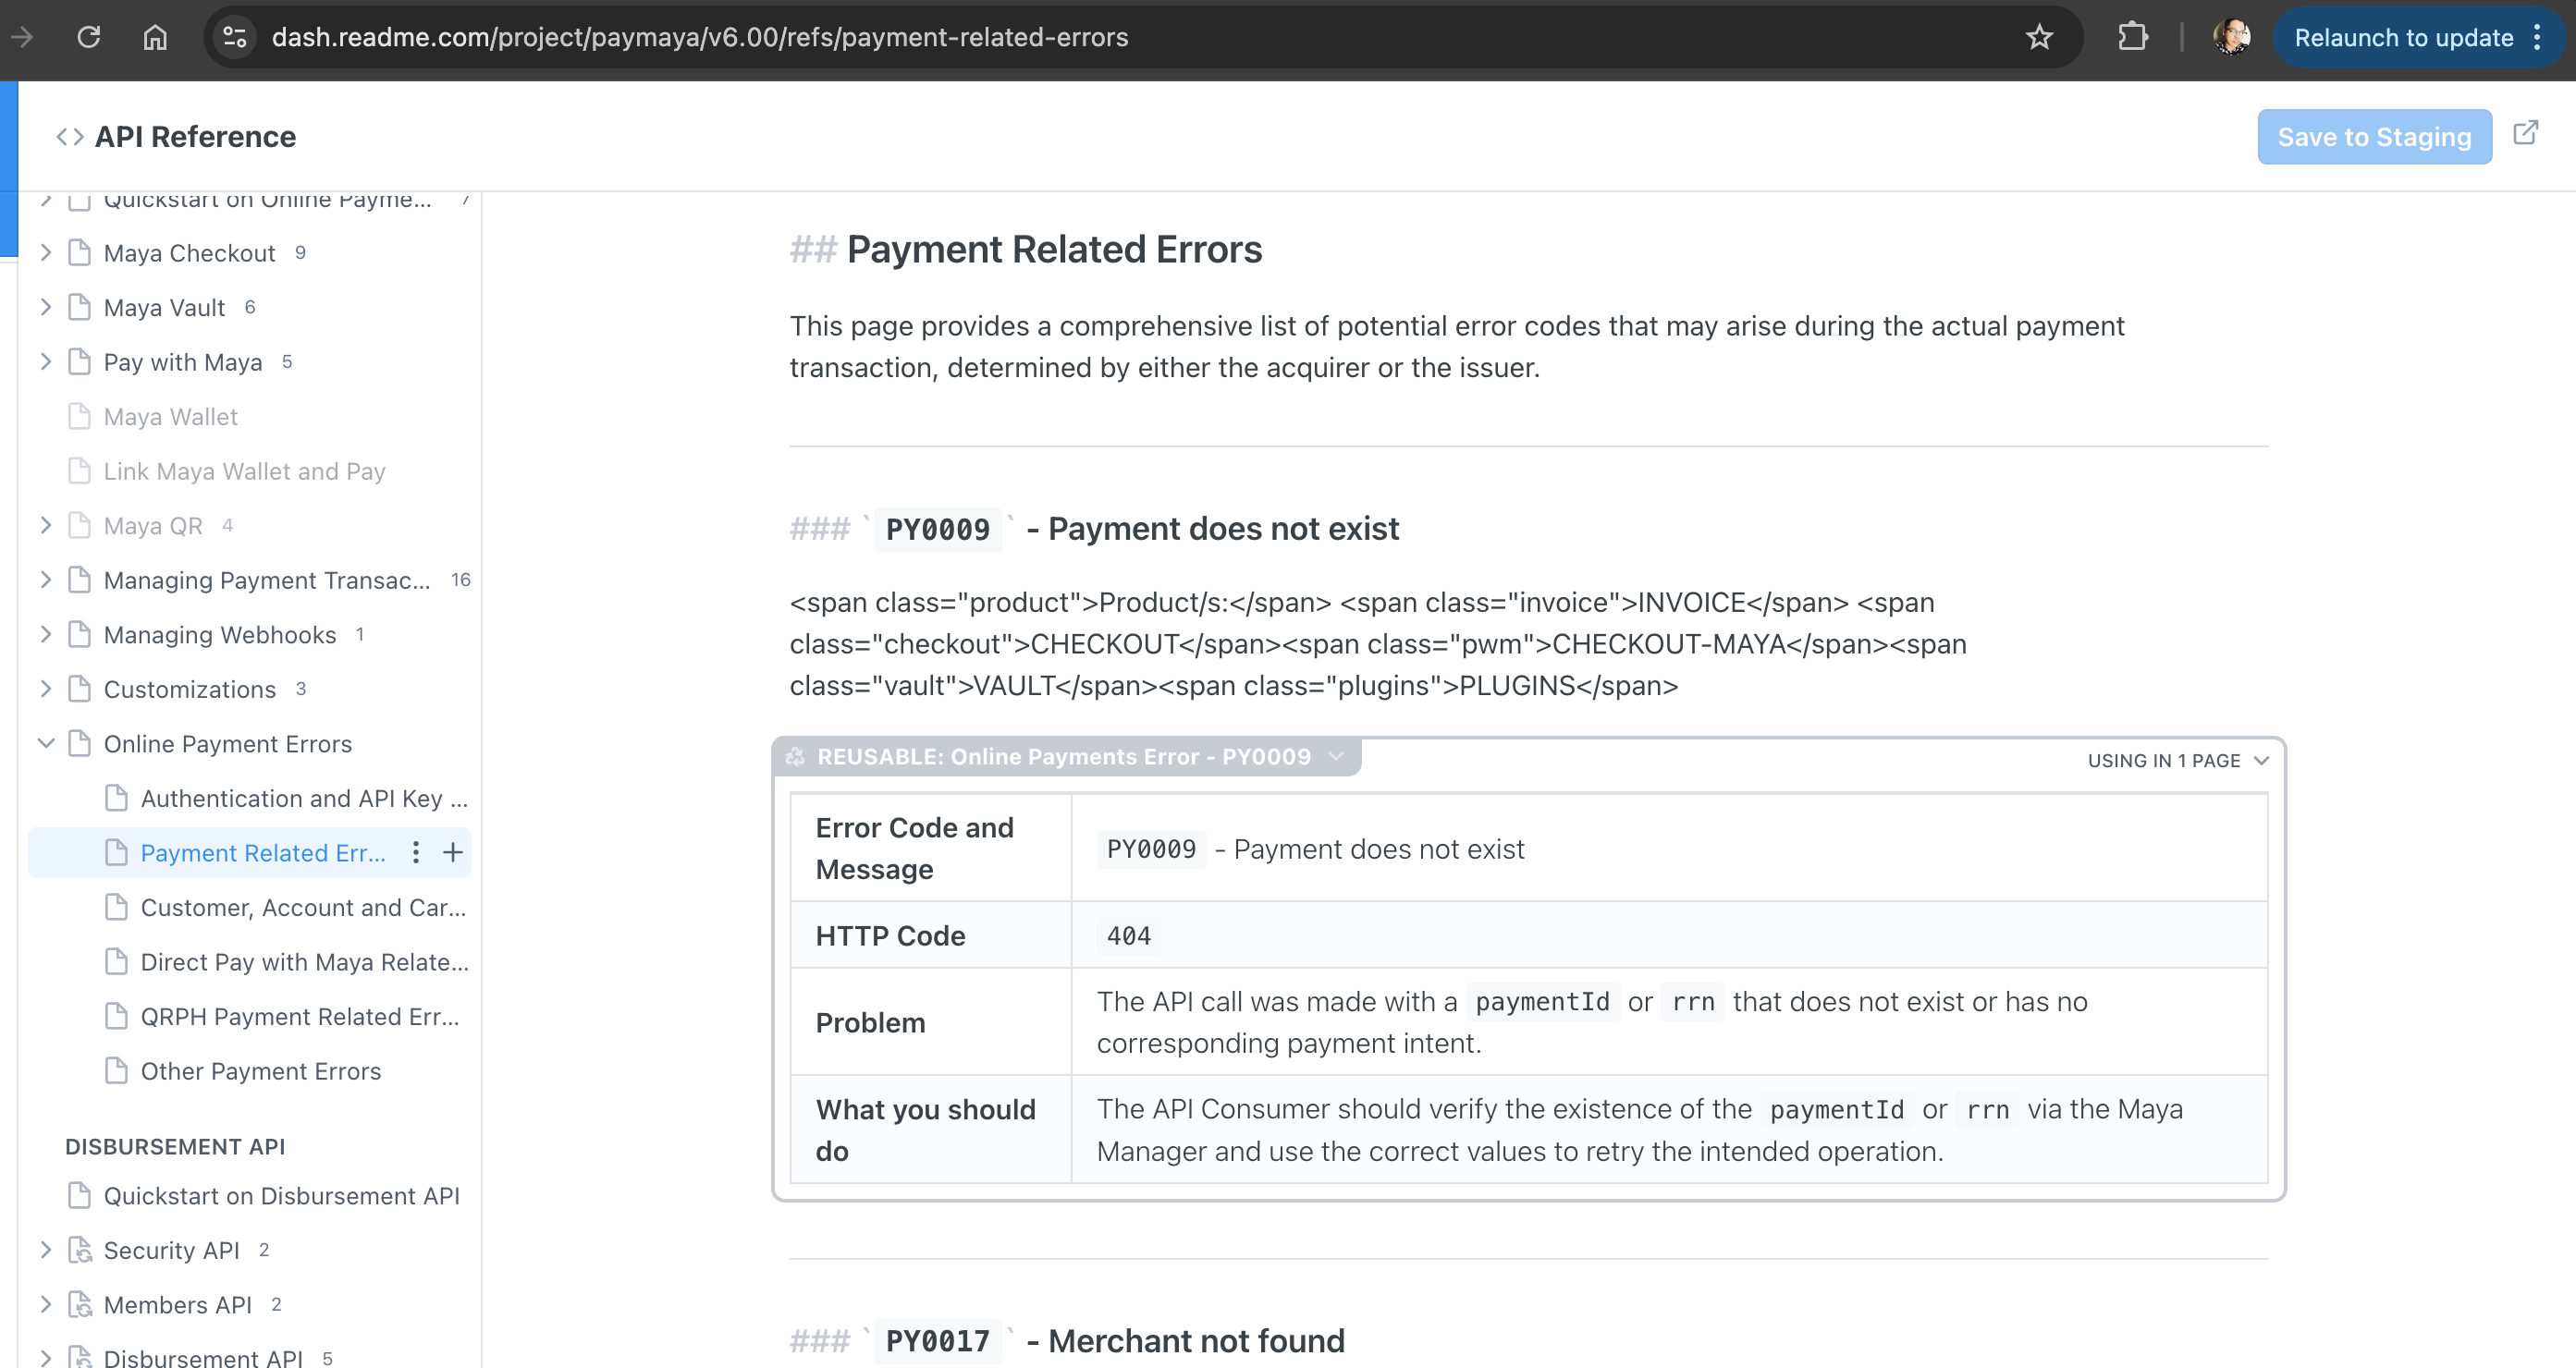 dash.readme.com/project/paymaya/v6.00/refs/payment-related-errors
Relaunch to update
API Reference
Save to Staging
Quickstart on Online Payme... 7
Maya Checkout 9
Maya Vault 6
Pay with Maya 5
Maya Wallet
Link Maya Wallet and Pay
Maya QR 4
Managing Payment Transac... 16
Managing Webhooks 1
Customizations 3
Online Payment Errors
Authentication and API Key ...
Payment Related Err...
Customer, Account and Car...
Direct Pay with Maya Relate...
QRPH Payment Related Err...
Other Payment Errors
DISBURSEMENT API
Quickstart on Disbursement API
Security API 2
Members API 2
Disbursement API 5
## Payment Related Errors
This page provides a comprehensive list of potential error codes that may arise during the actual payment
transaction, determined by either the acquirer or the issuer.
### ` PY0009 ` - Payment does not exist
<span class="product">Product/s:</span> <span class="invoice">INVOICE</span> <span
class="checkout">CHECKOUT</span><span class="pwm">CHECKOUT-MAYA</span><span
class="vault">VAULT</span><span class="plugins">PLUGINS</span>
REUSABLE: Online Payments Error - PY0009
USING IN 1 PAGE
Error Code and
Message
PY0009 - Payment does not exist
HTTP Code
404
Problem
The API call was made with a paymentId or rrn that does not exist or has no
corresponding payment intent.
What you should
do
The API Consumer should verify the existence of the paymentId or rrn via the Maya
Manager and use the correct values to retry the intended operation.
### ` PY0017 ` - Merchant not found